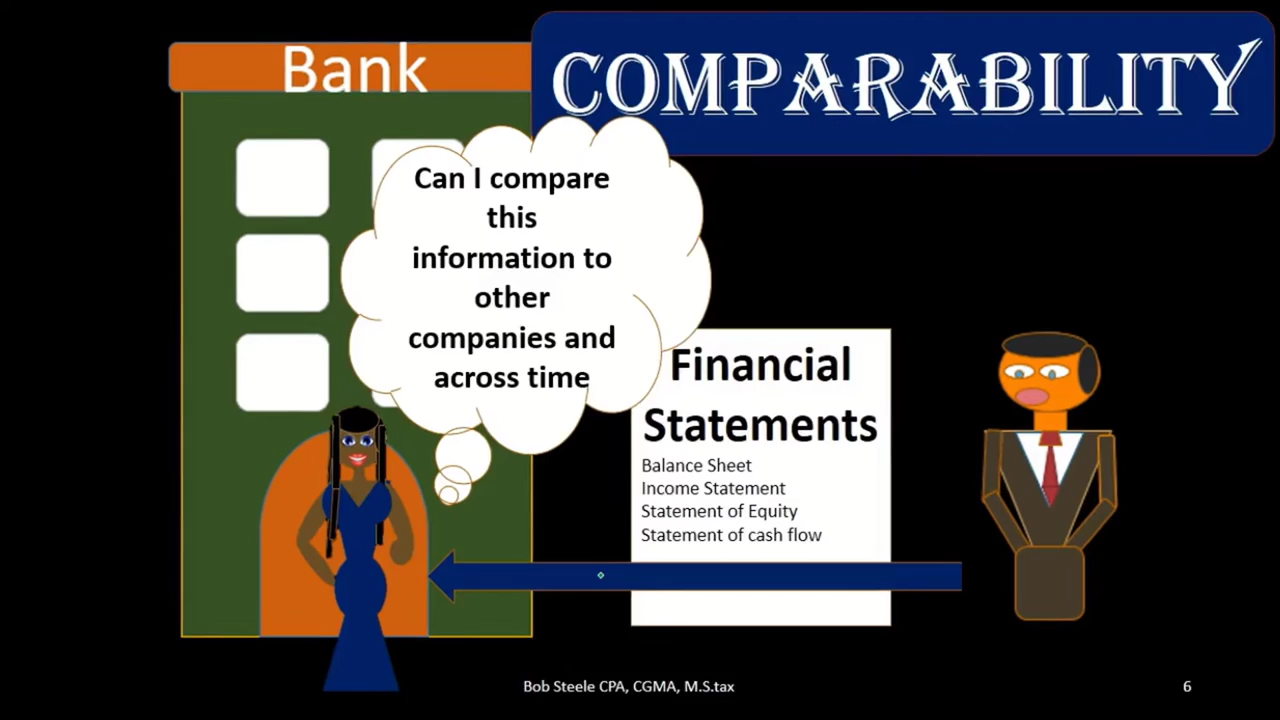 Bank
COMPARABILITY
Can I compare
this
information to
other
companies and
across time
Financial
Statements
Balance Sheet
Income Statement
Statement of Equity
Statement of cash flow
Bob Steele CPA, CGMA, M.S.tax
6